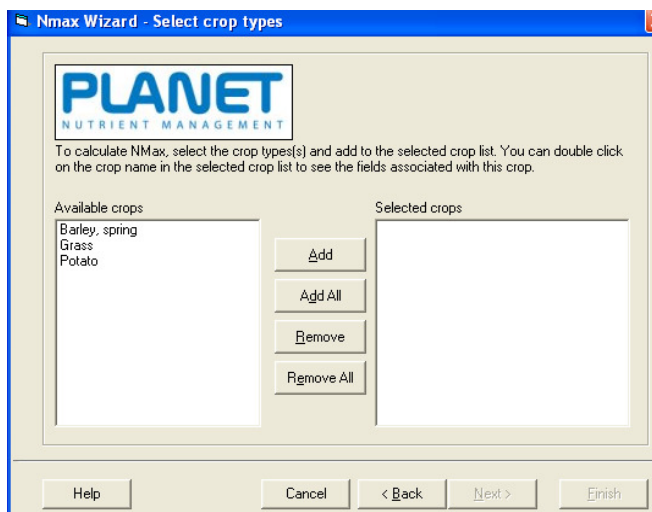 Nmax Wizard - Select crop types
PLANET
NUTRIENT MANAGEMENT
To calculate NMax, select the crop types(s) and add to the selected crop list. You can double click
on the crop name in the selected crop list to see the fields associated with this crop.
Available crops
Selected crops
Barley, spring
Grass
Potato
Add
Add All
Remove
Remove All
Help
Cancel
< Back
Next >
Finish